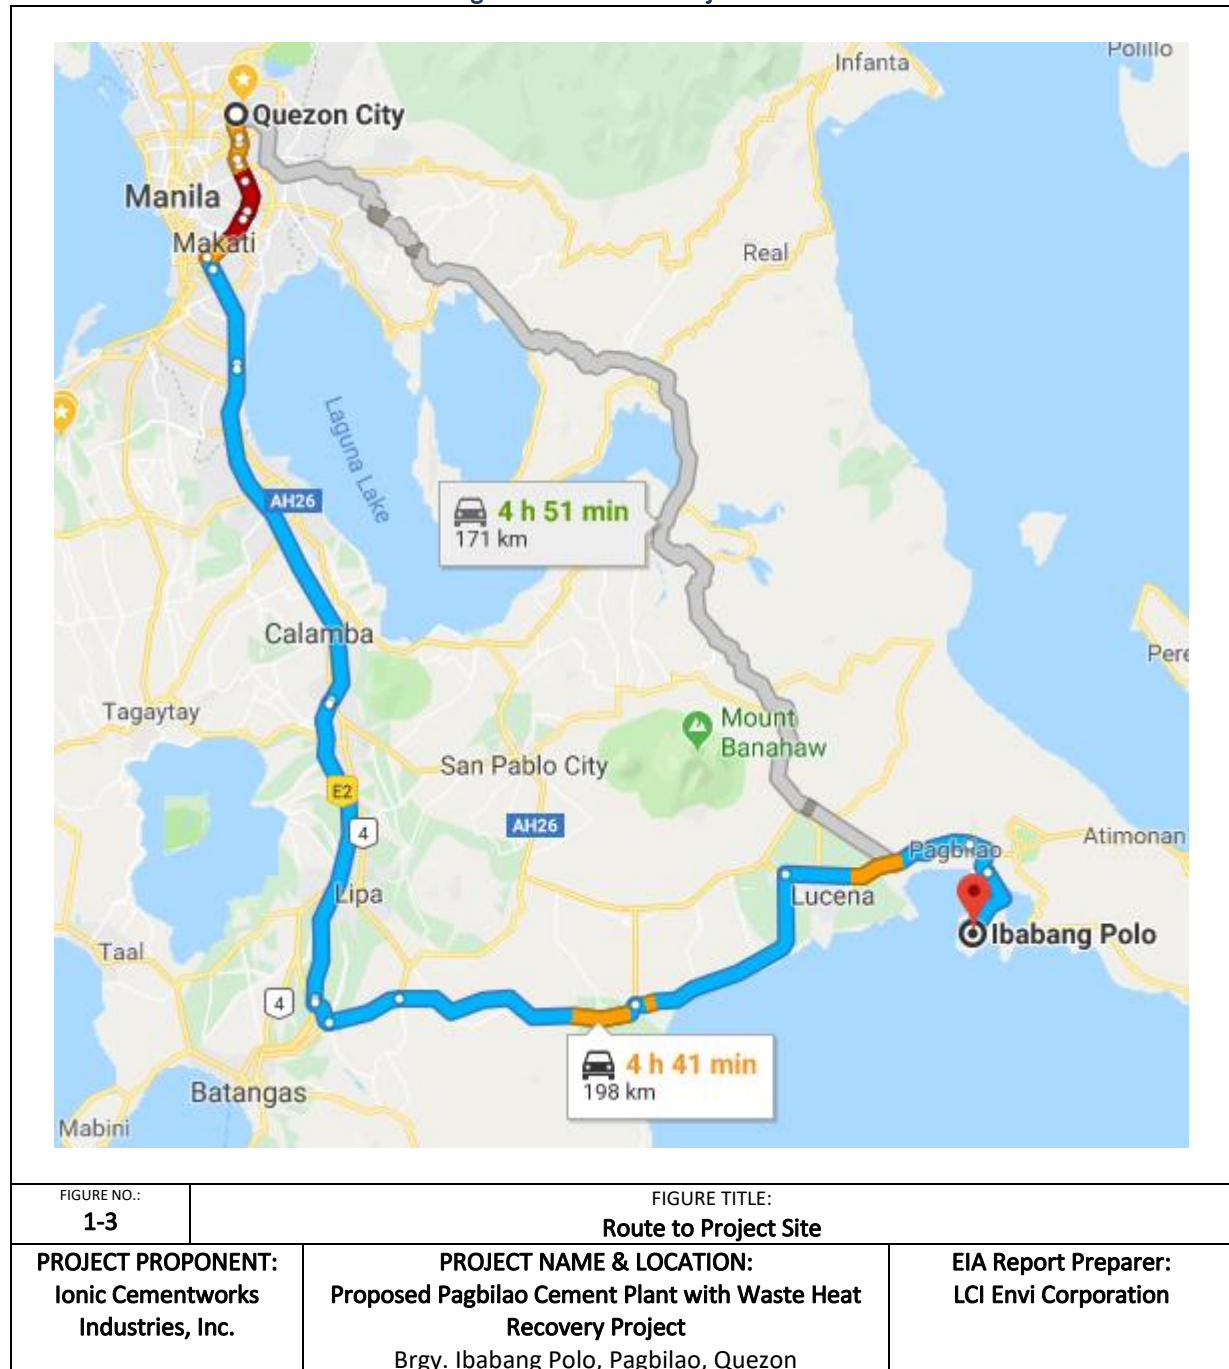 Infanta
Polillo
Quezon City
Manila
Makati
Real
Laguna Lake
AH26
4 h 51 min
171 km
Calamba
Pere
Tagaytay
Mount
Banahaw
San Pablo City
E2
AH26
4
Pagbilao
Atimonan
Lipa
Lucena
Ibabang Polo
Taal
4
4 h 41 min
198 km
Batangas
Mabini
FIGURE NO.:
1-3
FIGURE TITLE:
Route to Project Site
PROJECT PROPONENT:
Ionic Cementworks
Industries, Inc.
PROJECT NAME & LOCATION:
Proposed Pagbilao Cement Plant with Waste Heat
Recovery Project
Brgy. Ibabang Polo, Pagbilao, Quezon
EIA Report Preparer:
LCI Envi Corporation